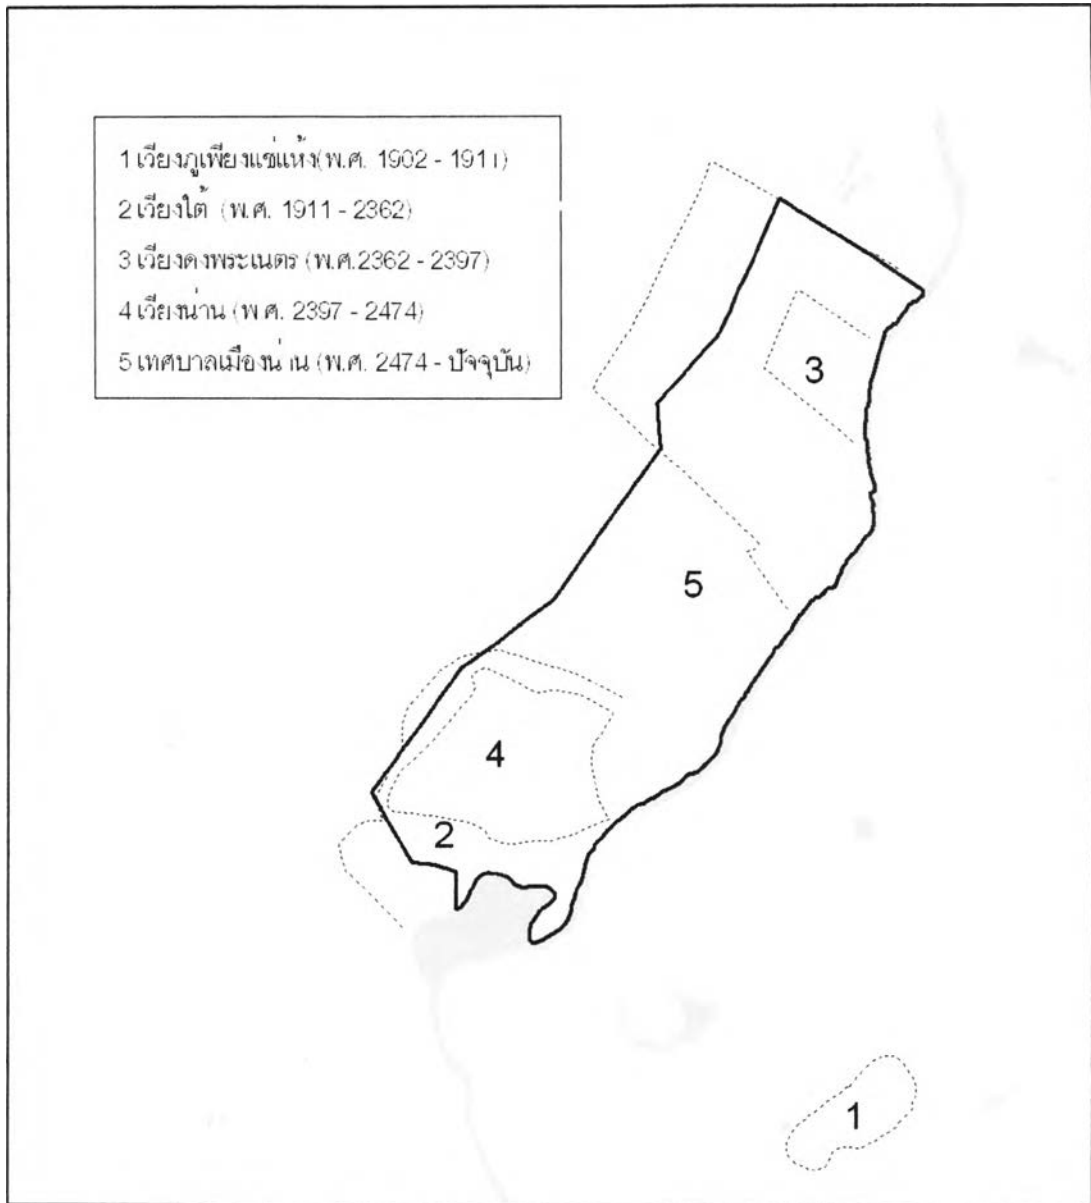 1 เวียงภูเพียงแช่แห้ง(พ.ศ. 1902 - 1911)
2 เวียงใต้ (พ.ศ. 1911 - 2362)
3 เวียงดงพระเนตร (พ.ศ.2362 - 2397)
4 เวียงน่าน (พ.ศ. 2397 - 2474)
5 เทศบาลเมืองน่าน (พ.ศ. 2474 - ปัจจุบัน)
3
5
4
2
1